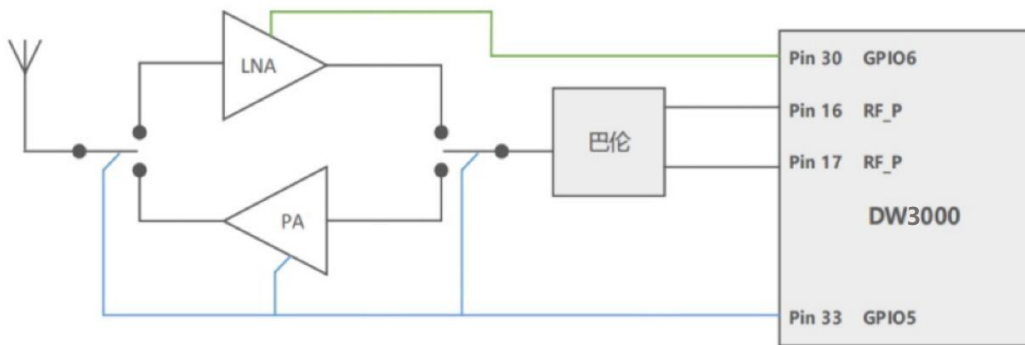 LNA
Pin 30 GPIO6
Pin 16 RF_P
巴伦
Pin 17 RF_P
PA
DW3000
Pin 33 GPIO5